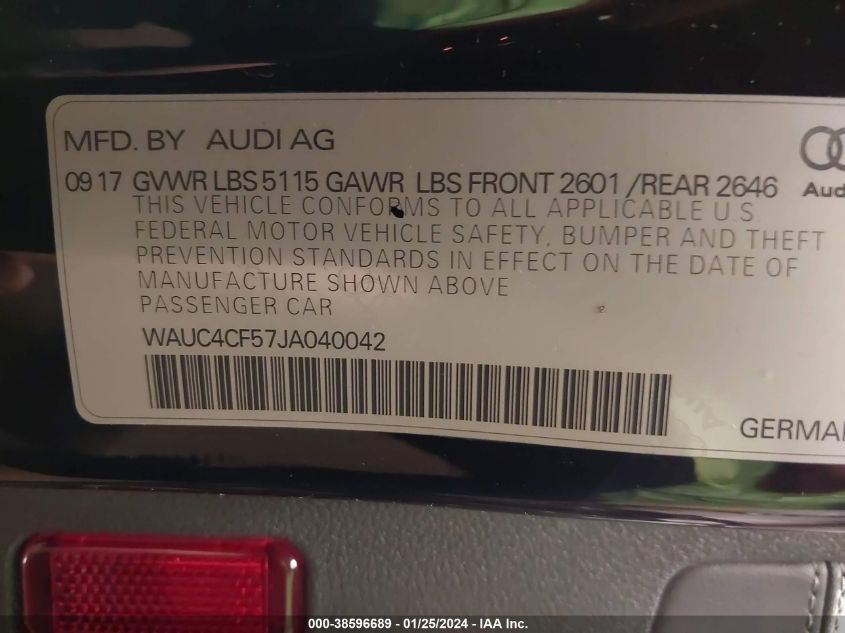 MFD. BY AUDI AG
09 17 GVWR LBS 5115 GAWR LBS FRONT 2601 /REAR 2646
THIS VEHICLE CONFORMS TO ALL APPLICABLE U S
FEDERAL MOTOR VEHICLE SAFETY, BUMPER AND THEFT
PREVENTION STANDARDS IN EFFECT ON THE DATE OF
MANUFACTURE SHOWN ABOVE
PASSENGER CAR
WAUC4CF57JA040042
000-38596689 - 01/25/2024 - IAA Inc.